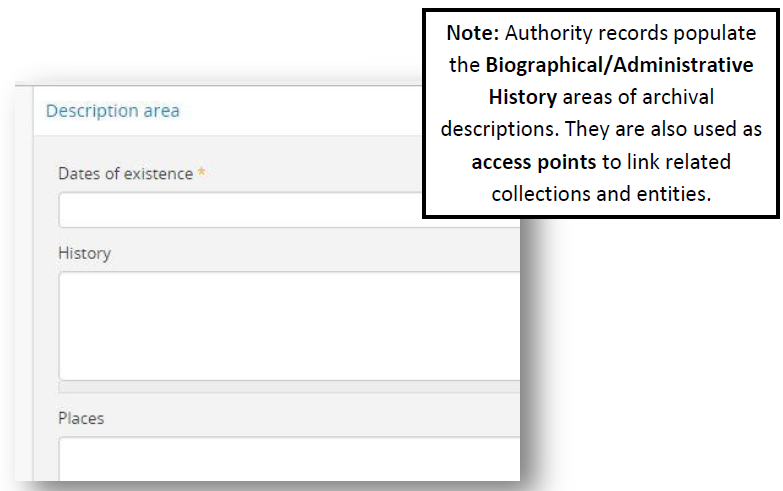 Note: Authority records populate
the Biographical/Administrative
History areas of archival
descriptions. They are also used as
access points to link related
collections and entities.
Description area
Dates of existence *
History
Places